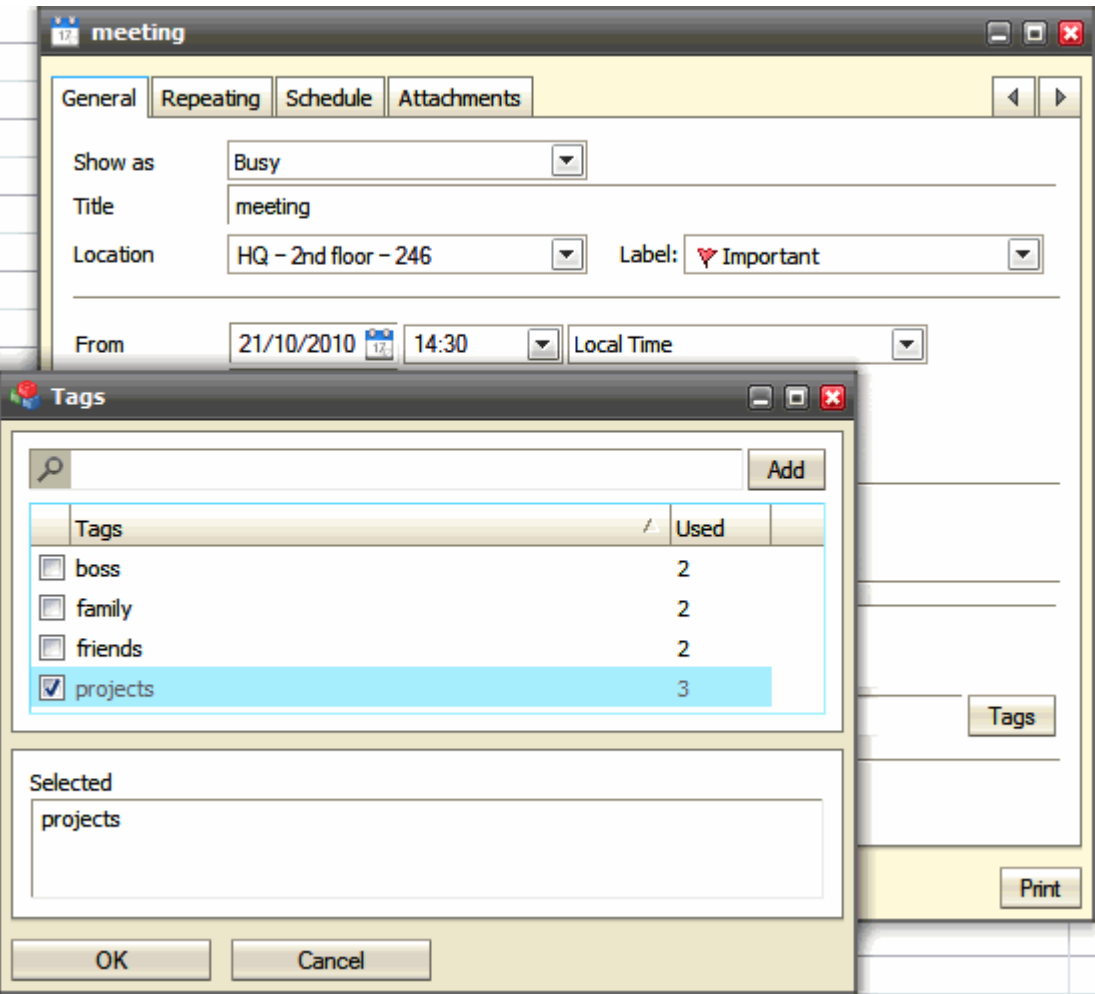 meeting
General Repeating Schedule Attachments
Show as Busy
Title meeting
Location HQ – 2nd floor – 246 Label: Important
From 21/10/2010 14:30 Local Time
Tags
Add
Tags Used
boss 2
family 2
friends 2
projects 3
Tags
Selected
projects
Print
OK Cancel